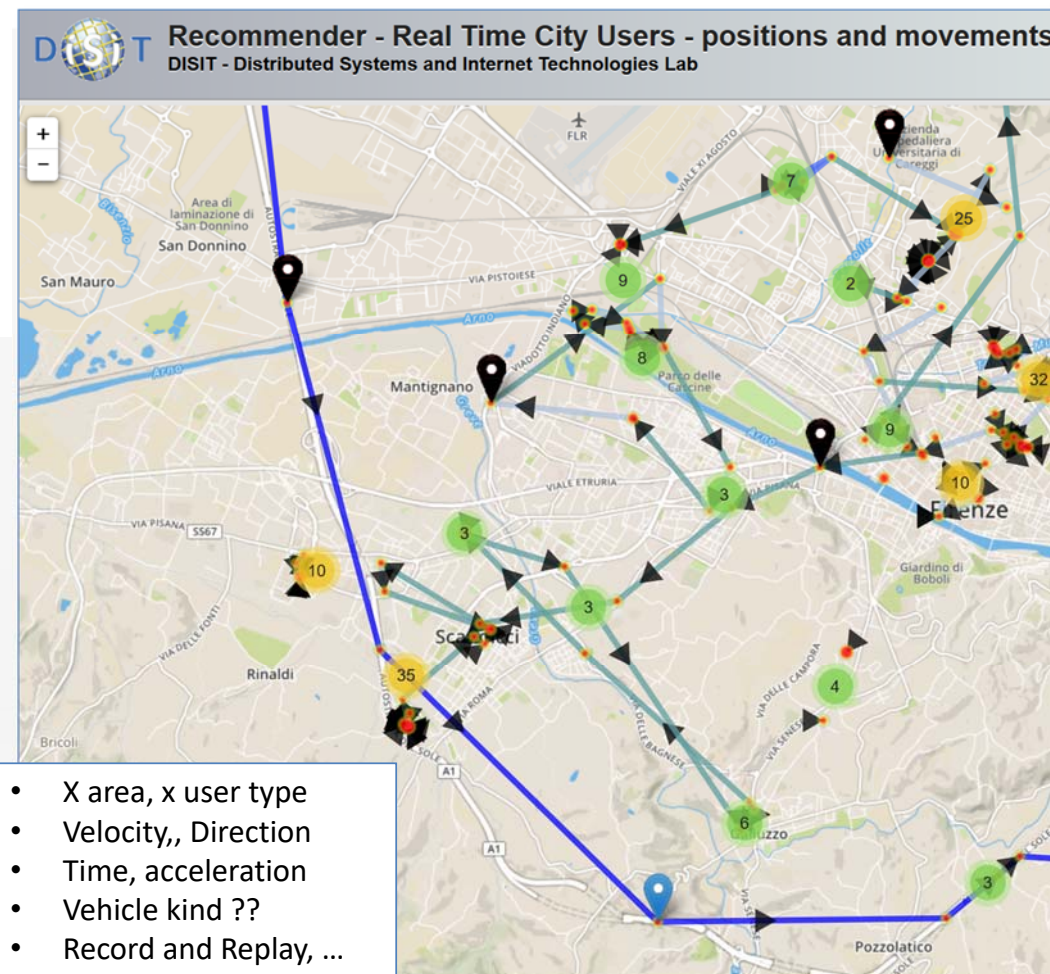 DISIT
Recommender - Real Time City Users - positions and movements
DISIT - Distributed Systems and Internet Technologies Lab
+
−
FLR
VIALE XI AGOSTO
Universitaria di
Careggi
7
25
Area di
laminazione di
San Donnino
San Donnino
Bisenzio
San Mauro
VIA PISTOIESE
9
2
Arno
VIADOTTO INDIANO
8
32
Arno
Mantignano
Parco delle
Cascine
Greve
9
Arno
VIALE ETRURIA
3
VIA PISANA
10
VIA PISANA
SS67
3
Giardino di
Boboli
10
3
VIA DELLE FONTI
Rinaldi
35
VIA ROMA
VIA DELLE CAMPORA
4
VIA SENESE
VIA DELLE BAGNESE
Bricoli
A1
6
A1
3
Pozzolatico
• X area, x user type
• Velocity,, Direction
• Time, acceleration
• Vehicle kind ??
• Record and Replay, ...